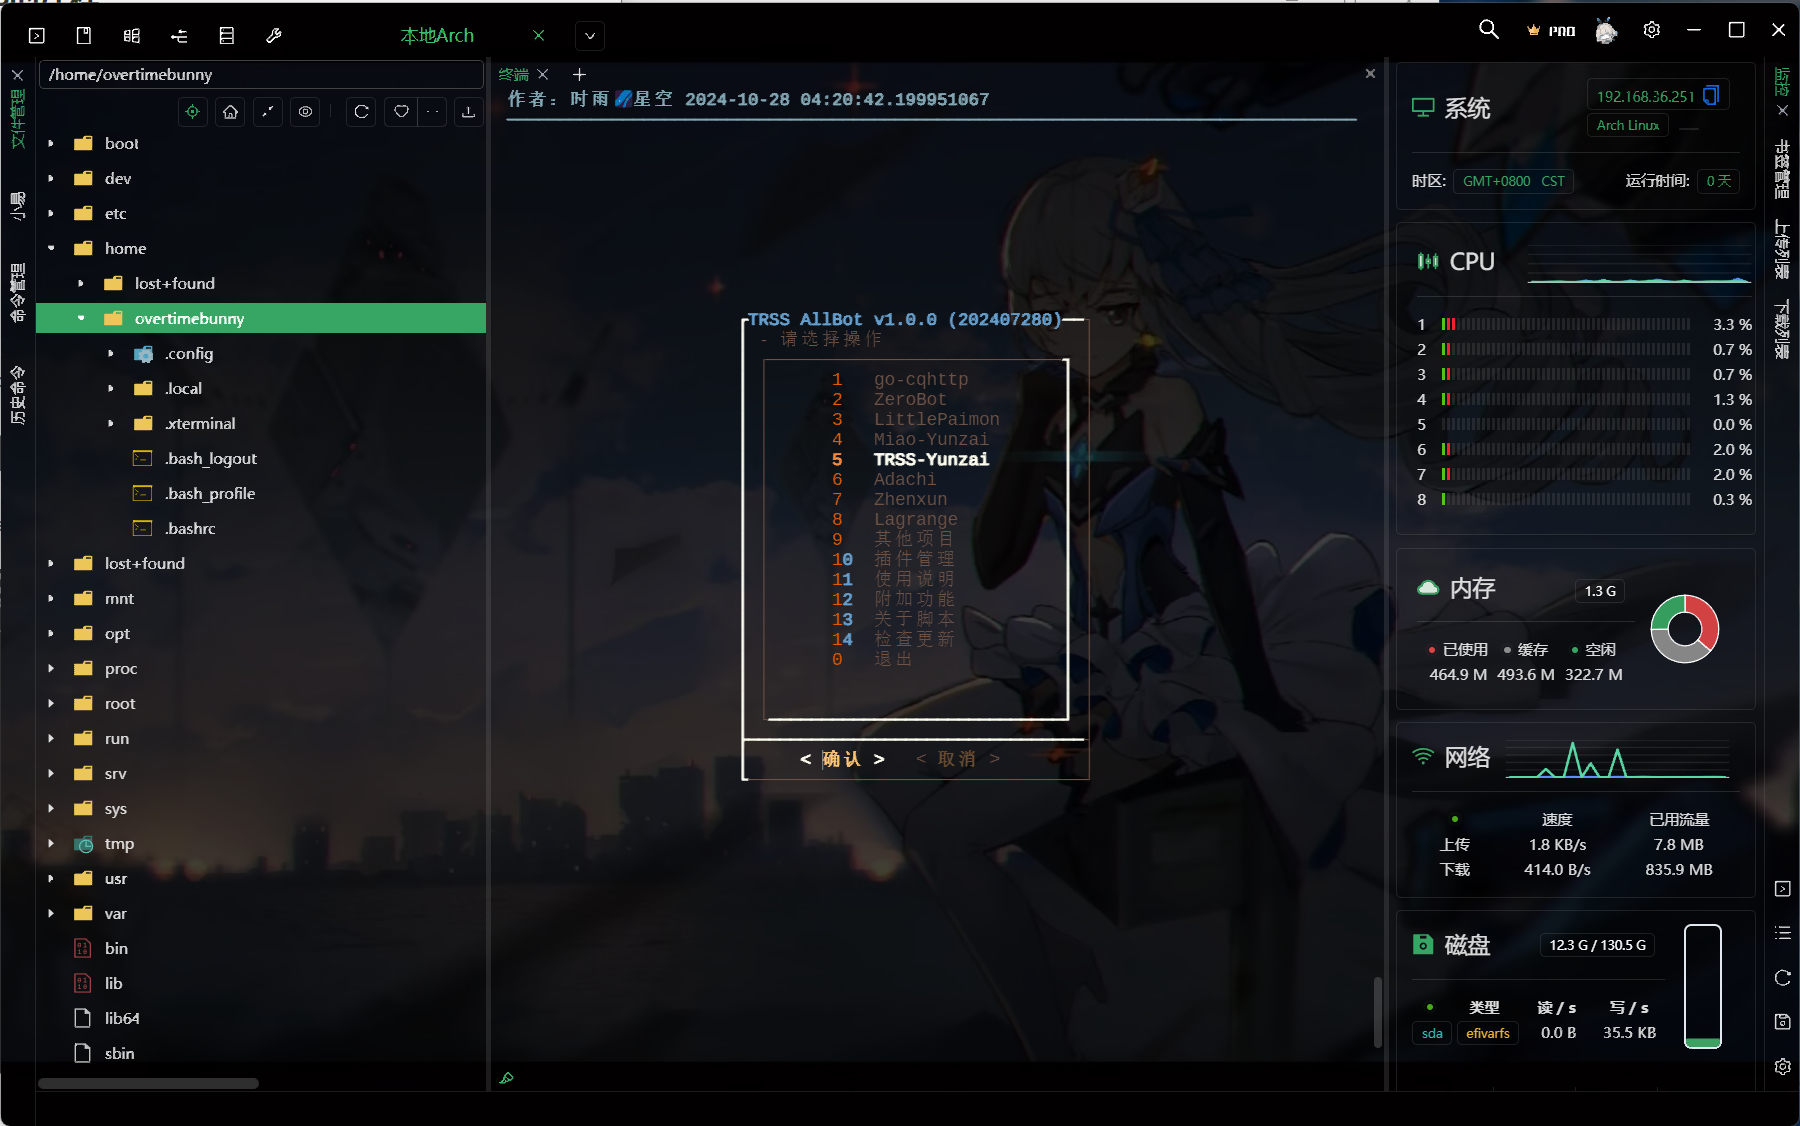 本地Arch
PRO
/home/overtimebunny
文件管理
小易
命令管理
历史命令
boot
dev
etc
home
lost+found
overtimebunny
.config
.local
.xterminal
.bash_logout
.bash_profile
.bashrc
lost+found
mnt
opt
proc
root
run
srv
sys
tmp
usr
var
bin
lib
lib64
sbin
终端
作者：时雨🌌星空 2024-10-28 04:20:42.199951067
TRSS AllBot v1.0.0 (202407280)
- 请选择操作
1 go-cqhttp
2 ZeroBot
3 LittlePaimon
4 Miao-Yunzai
5 TRSS-Yunzai
6 Adachi
7 Zhenxun
8 Lagrange
9 其他项目
10 插件管理
11 使用说明
12 附加功能
13 关于脚本
14 检查更新
0 退出
< 确认 > < 取消 >
系统
192.168.36.251
Arch Linux
时区: GMT+0800 CST 运行时间: 0 天
CPU
1 3.3 %
2 0.7 %
3 0.7 %
4 1.3 %
5 0.0 %
6 2.0 %
7 2.0 %
8 0.3 %
内存 1.3 G
已使用 缓存 空闲
464.9 M 493.6 M 322.7 M
网络
速度 已用流量
上传 1.8 KB/s 7.8 MB
下载 414.0 B/s 835.9 MB
磁盘 12.3 G / 130.5 G
类型 读 / s 写 / s
sda efivarfs 0.0 B 35.5 KB
监控
书签管理
上传列表
下载列表